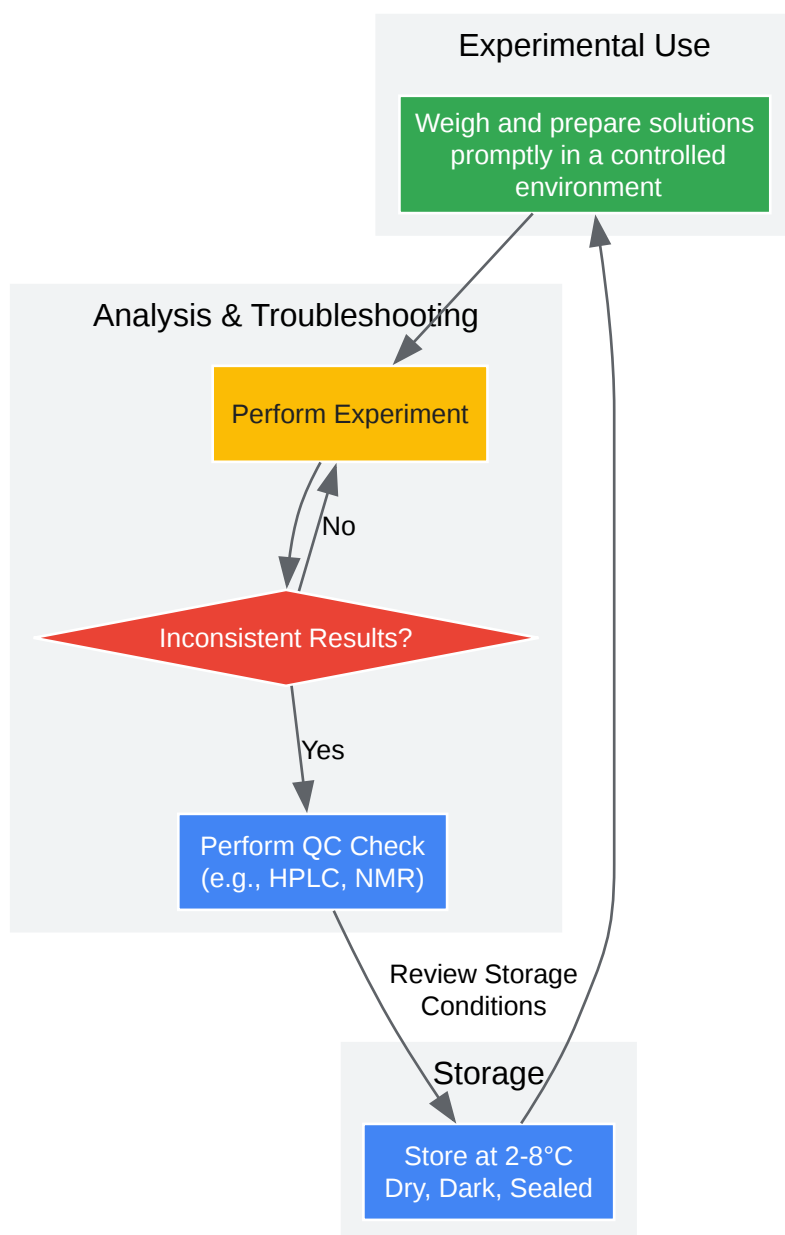 Experimental Use
Weigh and prepare solutions
promptly in a controlled
environment
Analysis & Troubleshooting
Perform Experiment
No
Inconsistent Results?
Yes
Perform QC Check
(e.g., HPLC, NMR)
Review Storage
Conditions
Storage
Store at 2-8°C
Dry, Dark, Sealed